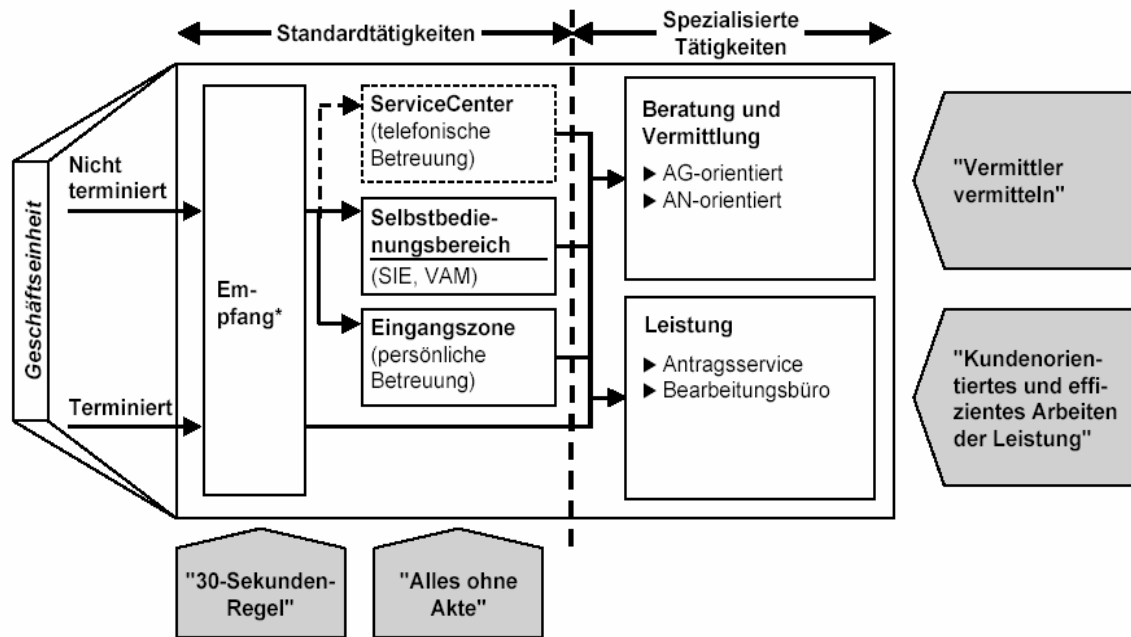 Standardtätigkeiten
Spezialisierte
Tätigkeiten
Geschäftseinheit
Nicht
terminiert
Terminiert
Em-
pfang*
ServiceCenter
(telefonische
Betreuung)
Selbstbedie-
nungsbereich
(SIE, VAM)
Eingangszone
(persönliche
Betreuung)
Beratung und
Vermittlung
► AG-orientiert
► AN-orientiert
Leistung
► Antragsservice
► Bearbeitungsbüro
"Vermittler
vermitteln"
"Kundenorien-
tiertes und effi-
zientes Arbeiten
der Leistung"
"30-Sekunden-
Regel"
"Alles ohne
Akte"